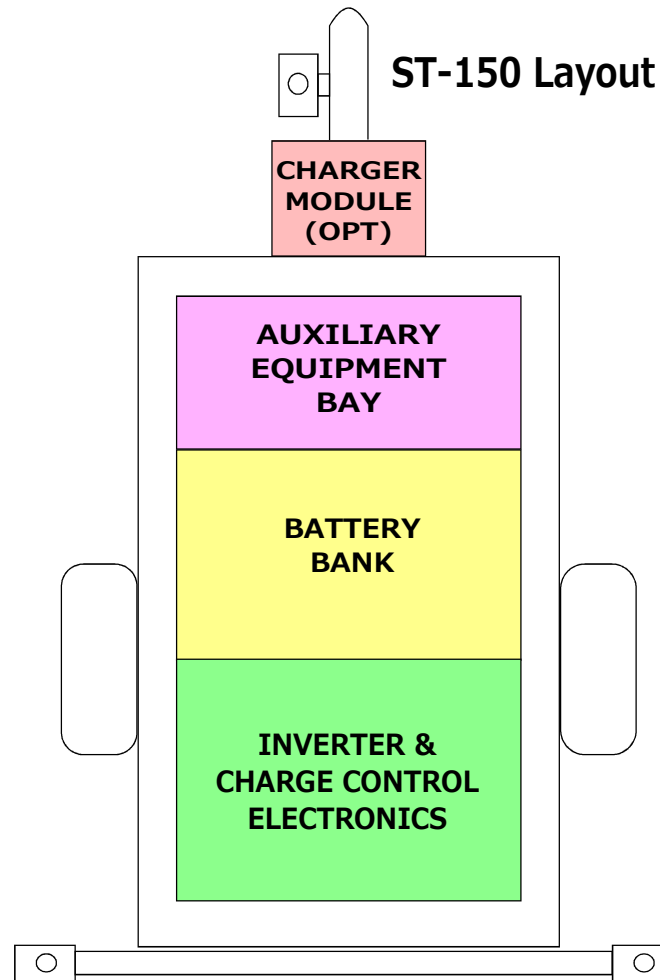 ST-150 Layout
CHARGER
MODULE
(OPT)
AUXILIARY
EQUIPMENT
BAY
BATTERY
BANK
INVERTER &
CHARGE CONTROL
ELECTRONICS